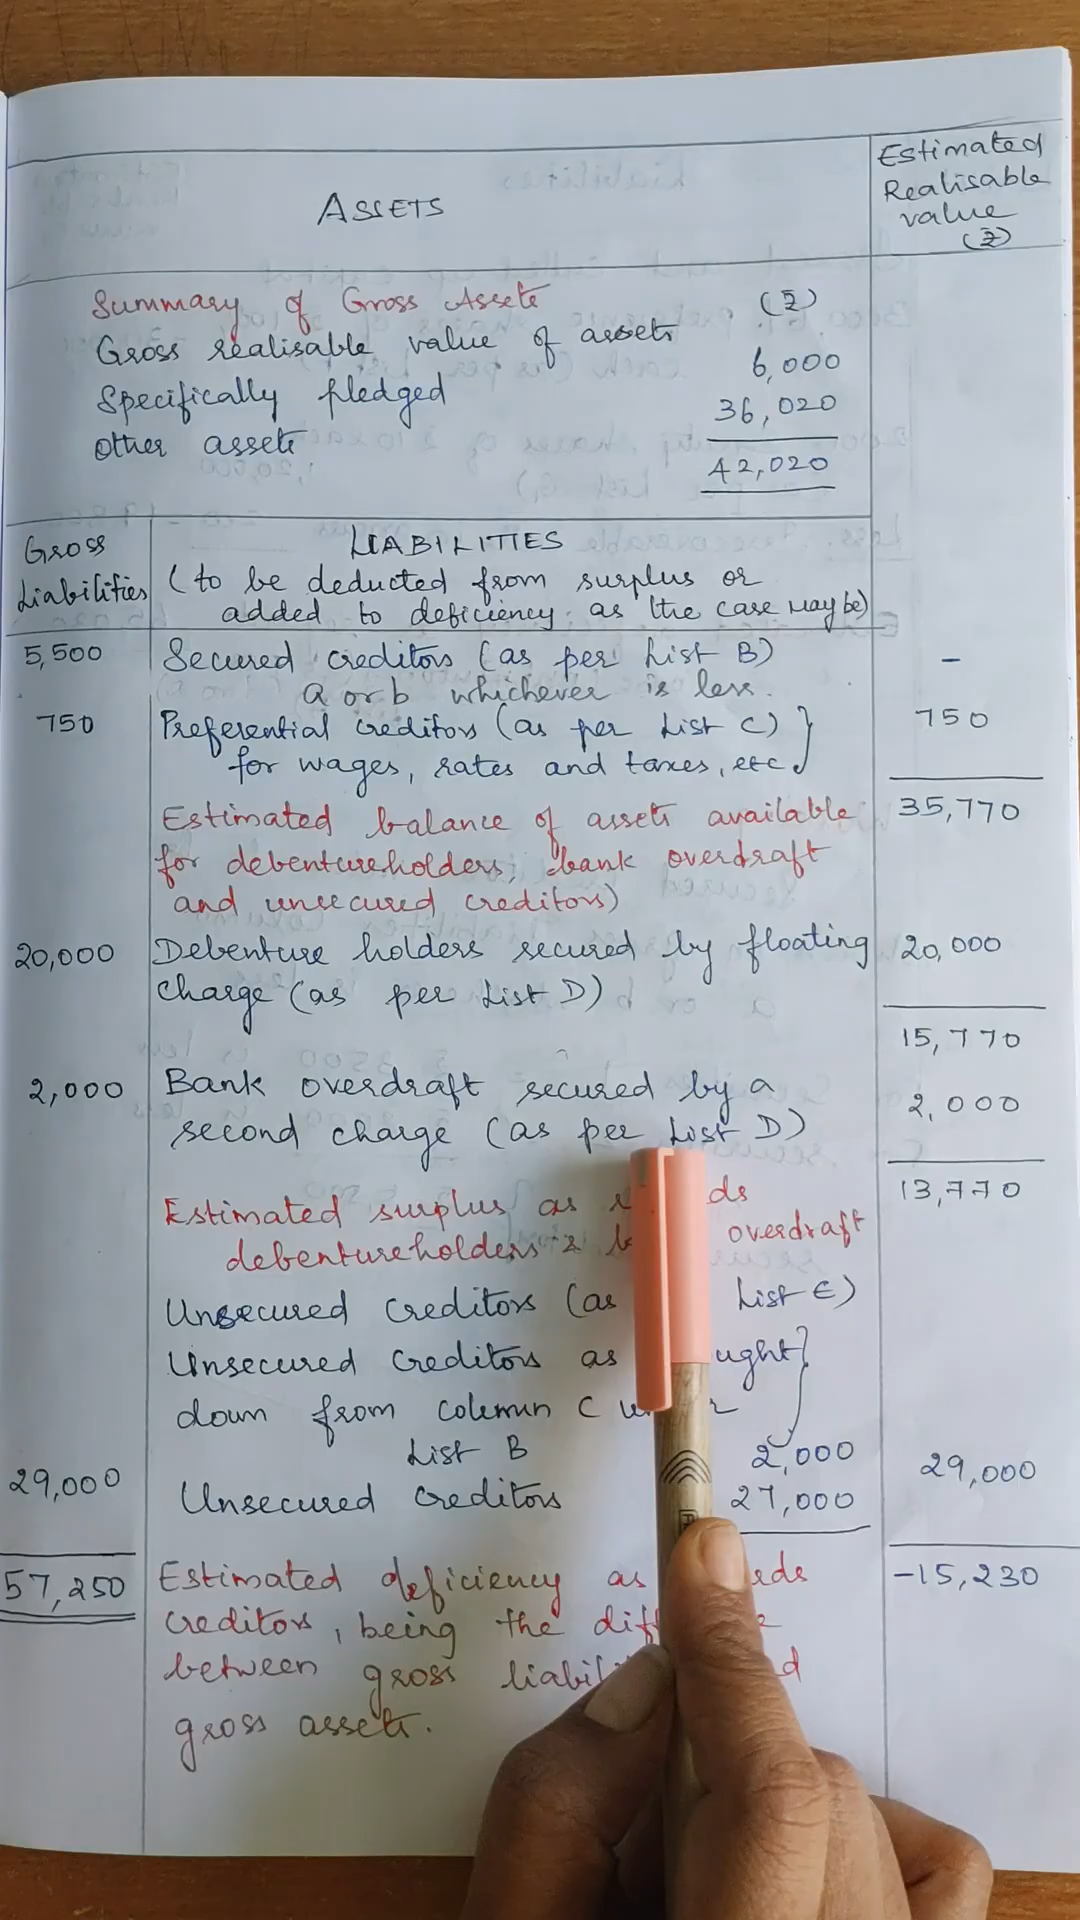 ASSETS
Estimated
Realisable
value
(₹)
Summary of Gross Assets (₹)
Gross realisable value of assets
Specifically pledged 6,000
Other assets 36,020
42,020
Gross
Liabilities
LIABILITIES
(to be deducted from surplus or
added to deficiency as the case may be)
5,500 Secured creditors (as per List B) -
a or b whichever is less.
750 Preferential creditors (as per List C) 750
for wages, rates and taxes, etc
Estimated balance of assets available 35,770
for debentureholders, bank overdraft
and unsecured creditors)
20,000 Debenture holders secured by floating 20,000
charge (as per List D)
15,770
2,000 Bank overdraft secured by a 2,000
second charge (as per List D)
Estimated surplus as 13,770
debentureholders & overdraft
Unsecured creditors (as List E)
Unsecured creditors as
down from column C
List B 2,000
29,000 Unsecured creditors 27,000 29,000
57,250 Estimated deficiency as -15,230
creditors, being the
between gross
gross assets.